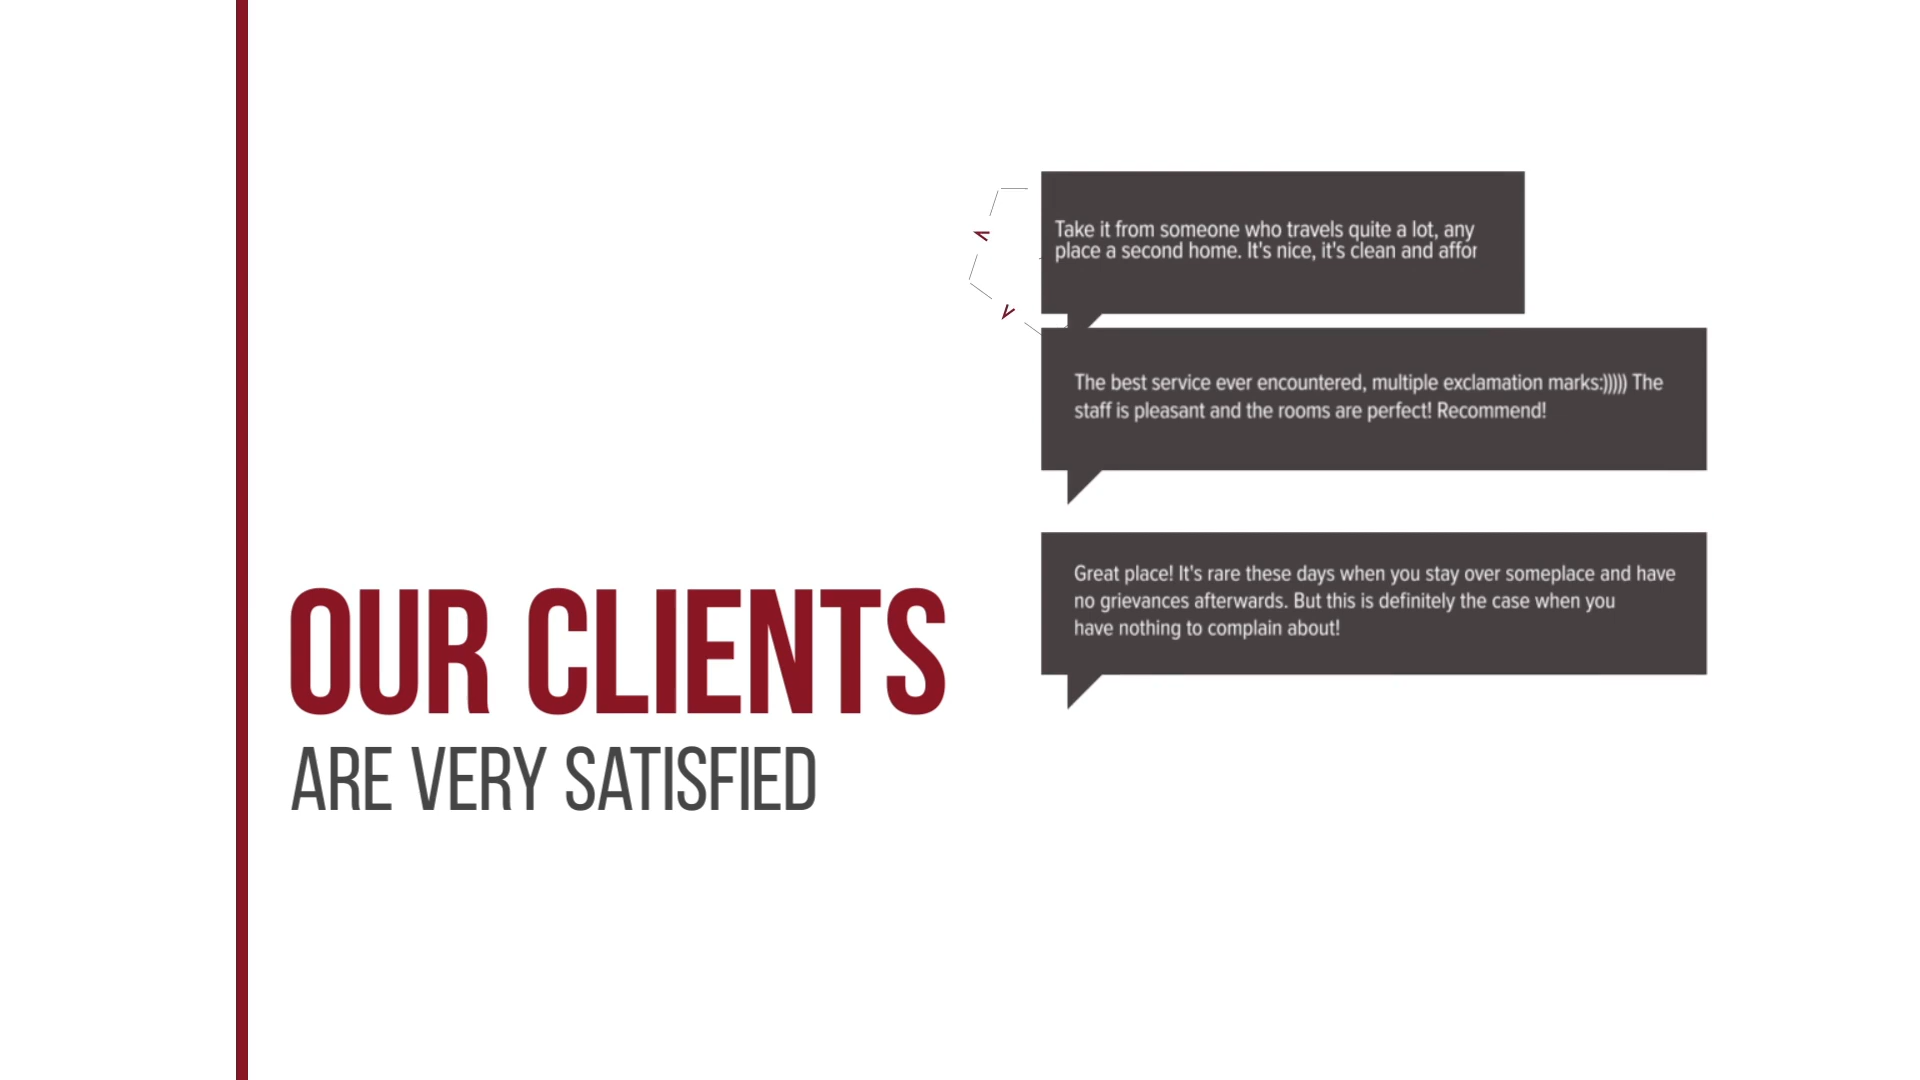 Take it from someone who travels quite a lot, any
place a second home. It's nice, it's clean and affor
The best service ever encountered, multiple exclamation marks:))))) The
staff is pleasant and the rooms are perfect! Recommend!
Great place! It's rare these days when you stay over someplace and have
no grievances afterwards. But this is definitely the case when you
have nothing to complain about!
OUR CLIENTS
ARE VERY SATISFIED